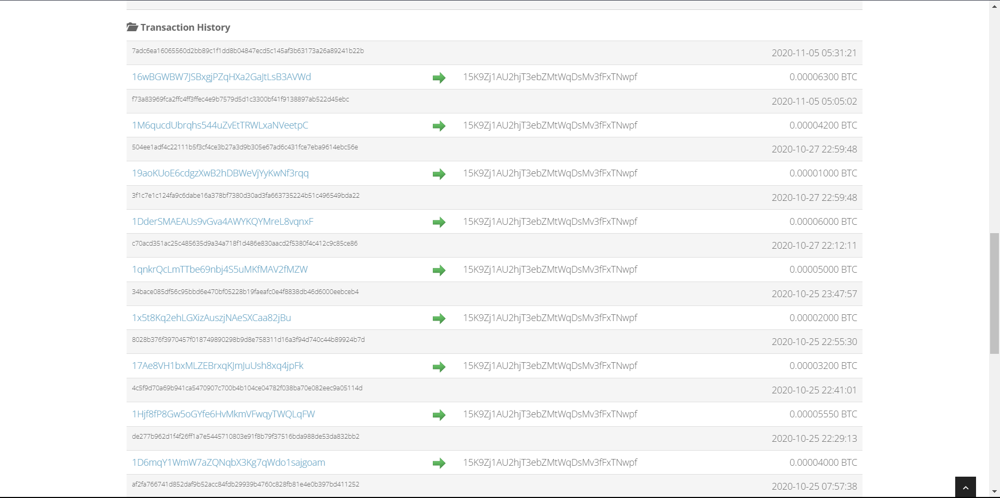 Transaction History
7adc6ea16065560d2bb89c1f1dd8b04847ecd5c145af3b63173a26a89241b22b 2020-11-05 05:31:21
16wBGWBW7JSBxgjPZqHXa2GaJtLsB3AVWd 15K9Zj1AU2hjT3ebZMtWqDsMv3fFxTNwpf 0.00006300 BTC
f73a83969fca2ffc4ff3ffec4e9b7579d5d1c3300bf41f9138897ab522d45ebc 2020-11-05 05:05:02
1M6qucdUbrqhs544uZvEtTRWLxaNVeetpC 15K9Zj1AU2hjT3ebZMtWqDsMv3fFxTNwpf 0.00004200 BTC
504ee1adf4c22111b5f3cf4ce3b27a3d9b305e67ad6c431fce7eba9614ebc56e 2020-10-27 22:59:48
19aoKUoE6cdgzXwB2hDBWeVjYyKwNf3rqq 15K9Zj1AU2hjT3ebZMtWqDsMv3fFxTNwpf 0.00001000 BTC
3f1c7e1c124fa9c6dabe16a378bf7380d30ad3fa663735224b51c496549bda22 2020-10-27 22:59:48
1DderSMAEAUs9vGva4AWYKQYMreL8vqnxF 15K9Zj1AU2hjT3ebZMtWqDsMv3fFxTNwpf 0.00006000 BTC
c70acd351ac25c485635d9a34a718f1d486e830aacd2f5380f4c412c9c85ce86 2020-10-27 22:12:11
1qnkrQcLmTTbe69nbj4S5uMKfMAV2fMZW 15K9Zj1AU2hjT3ebZMtWqDsMv3fFxTNwpf 0.00005000 BTC
34bace085df56c95bbd6e470bf05228b19faeafc0e4f8838db46d6000eebceb4 2020-10-25 23:47:57
1x5t8Kq2ehLGXizAuszjNAeSXCaa82jBu 15K9Zj1AU2hjT3ebZMtWqDsMv3fFxTNwpf 0.00002000 BTC
8028b376f3970457f018749890298b9d8e758311d16a3f94d740c44b89924b7d 2020-10-25 22:55:30
17Ae8VH1bxMLZEBrxqKJmJuUsh8xq4jpFk 15K9Zj1AU2hjT3ebZMtWqDsMv3fFxTNwpf 0.00003200 BTC
4c5f9d70a69b941ca5470907c700b4b104ce04782f038ba70e082eec9a05114d 2020-10-25 22:41:01
1Hjf8fP8Gw5oGYfe6HvMkmVFwqyTWQLqFW 15K9Zj1AU2hjT3ebZMtWqDsMv3fFxTNwpf 0.00005550 BTC
de277b962d1f4f26ff1a7e5445710803e91f8b79f37516bda988de53da832bb2 2020-10-25 22:29:13
1D6mqY1WmW7aZQNqbX3Kg7qWdo1sajgoam 15K9Zj1AU2hjT3ebZMtWqDsMv3fFxTNwpf 0.00004000 BTC
af2fa766741d852daf9b52acc84fdb29939b4760c828fb81e4e0b397bd411252 2020-10-25 07:57:38